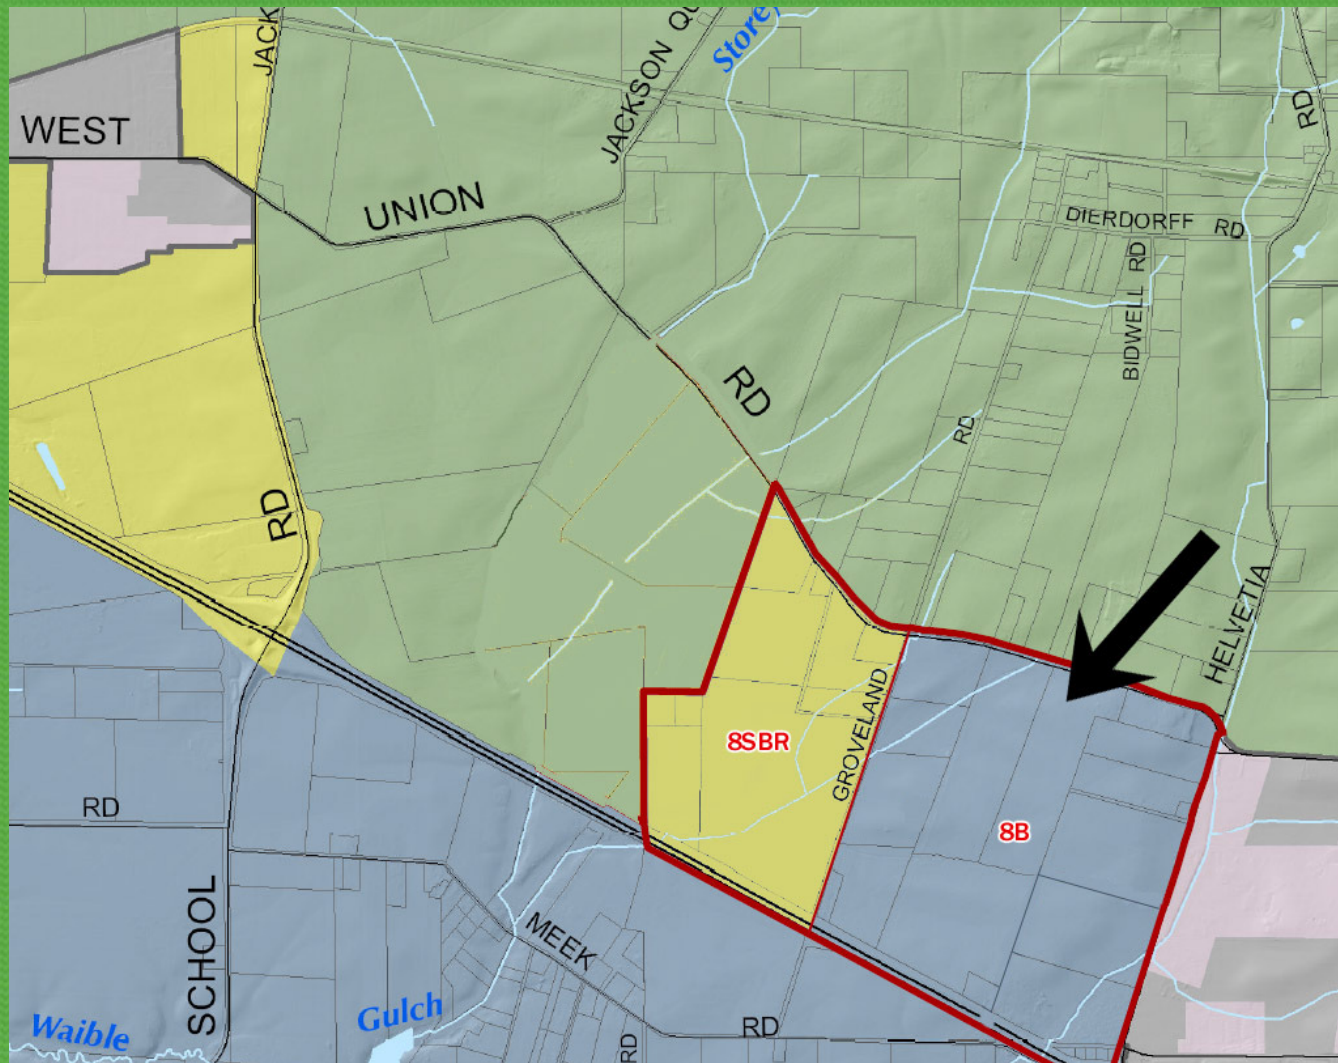 JACK
JACKSON QU
Storey
RD
WEST
UNION
DIERDORFF RD
BIDWELL RD
RD
RD
RD
HELVETIA
GROVELAND
8SBR
8B
RD
SCHOOL
MEEK
RD
RD
Gulch
Waible